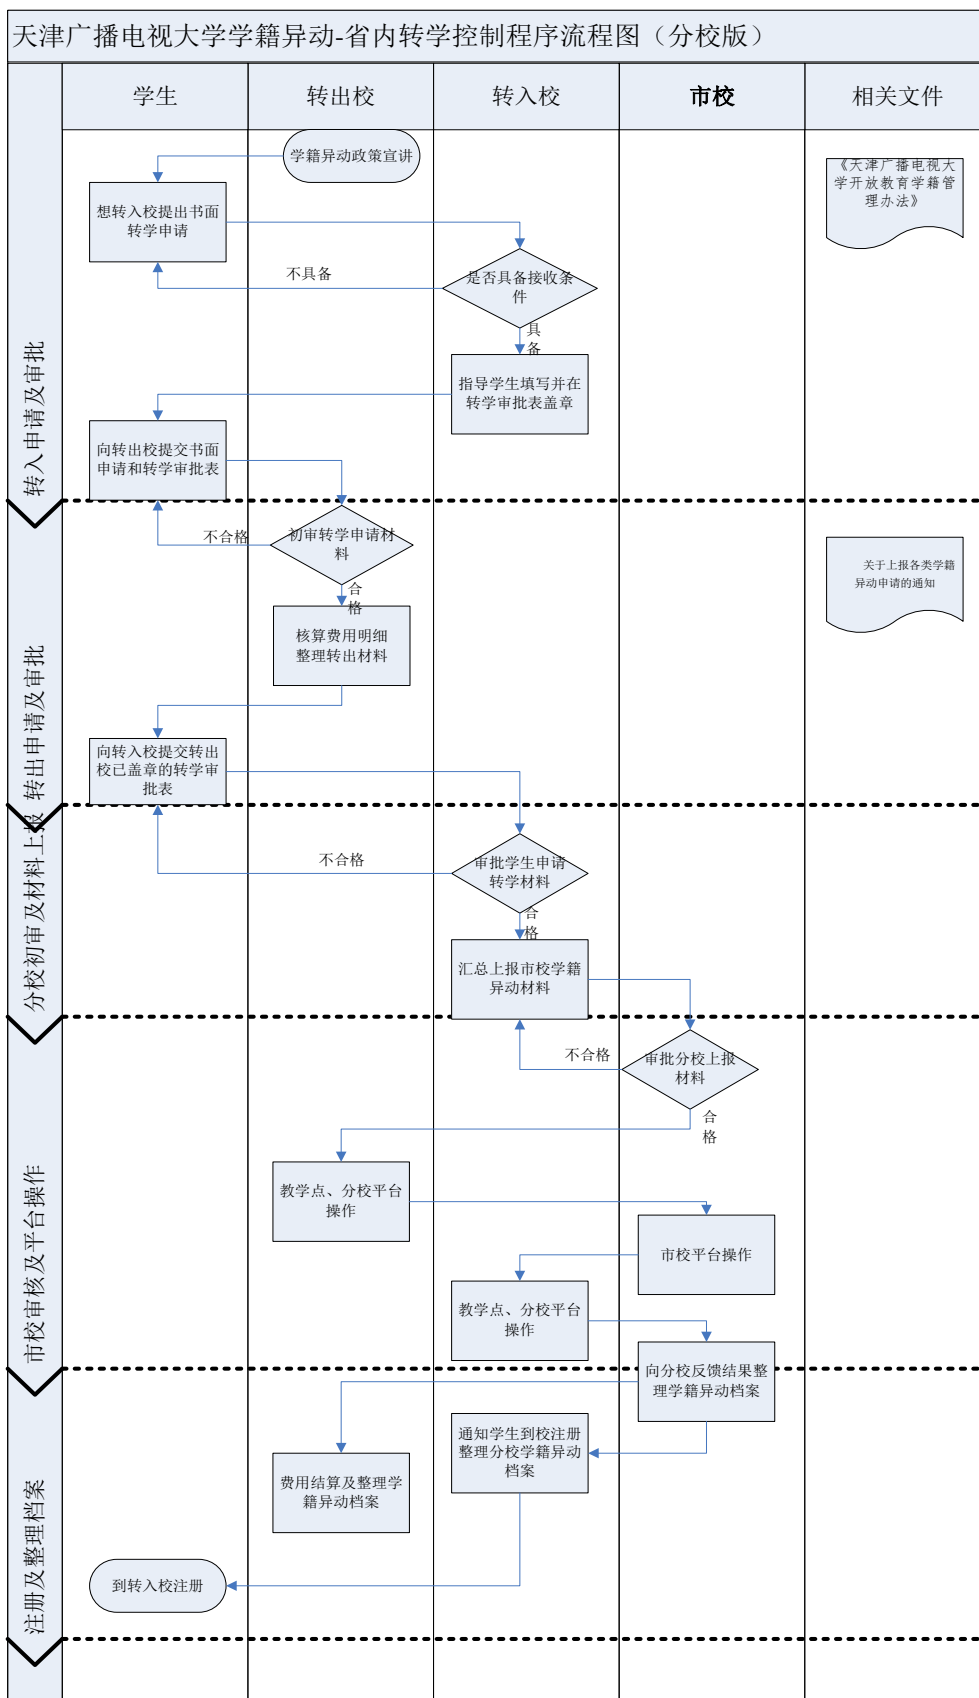 天津广播电视大学学籍异动-省内转学控制程序流程图（分校版）
学生
转出校
转入校
市校
相关文件
转入申请及审批
学籍异动政策宣讲
《天津广播电视大
学开放教育学籍管
理办法》
想转入校提出书面
转学申请
是否具备接收条
件
不具备
具
备
指导学生填写并在
转学审批表盖章
向转出校提交书面
申请和转学审批表
转出申请及审批
初审转学申请材
料
不合格
合
格
关于上报各类学籍
异动申请的通知
核算费用明细
整理转出材料
向转入校提交转出
校已盖章的转学审
批表
分校初审及材料上报
审批学生申请
转学材料
不合格
合
格
汇总上报市校学籍
异动材料
市校审核及平台操作
审批分校上报
材料
不合格
合
格
教学点、分校平台
操作
市校平台操作
教学点、分校平台
操作
向分校反馈结果整
理学籍异动档案
注册及整理档案
通知学生到校注册
整理分校学籍异动
档案
费用结算及整理学
籍异动档案
到转入校注册